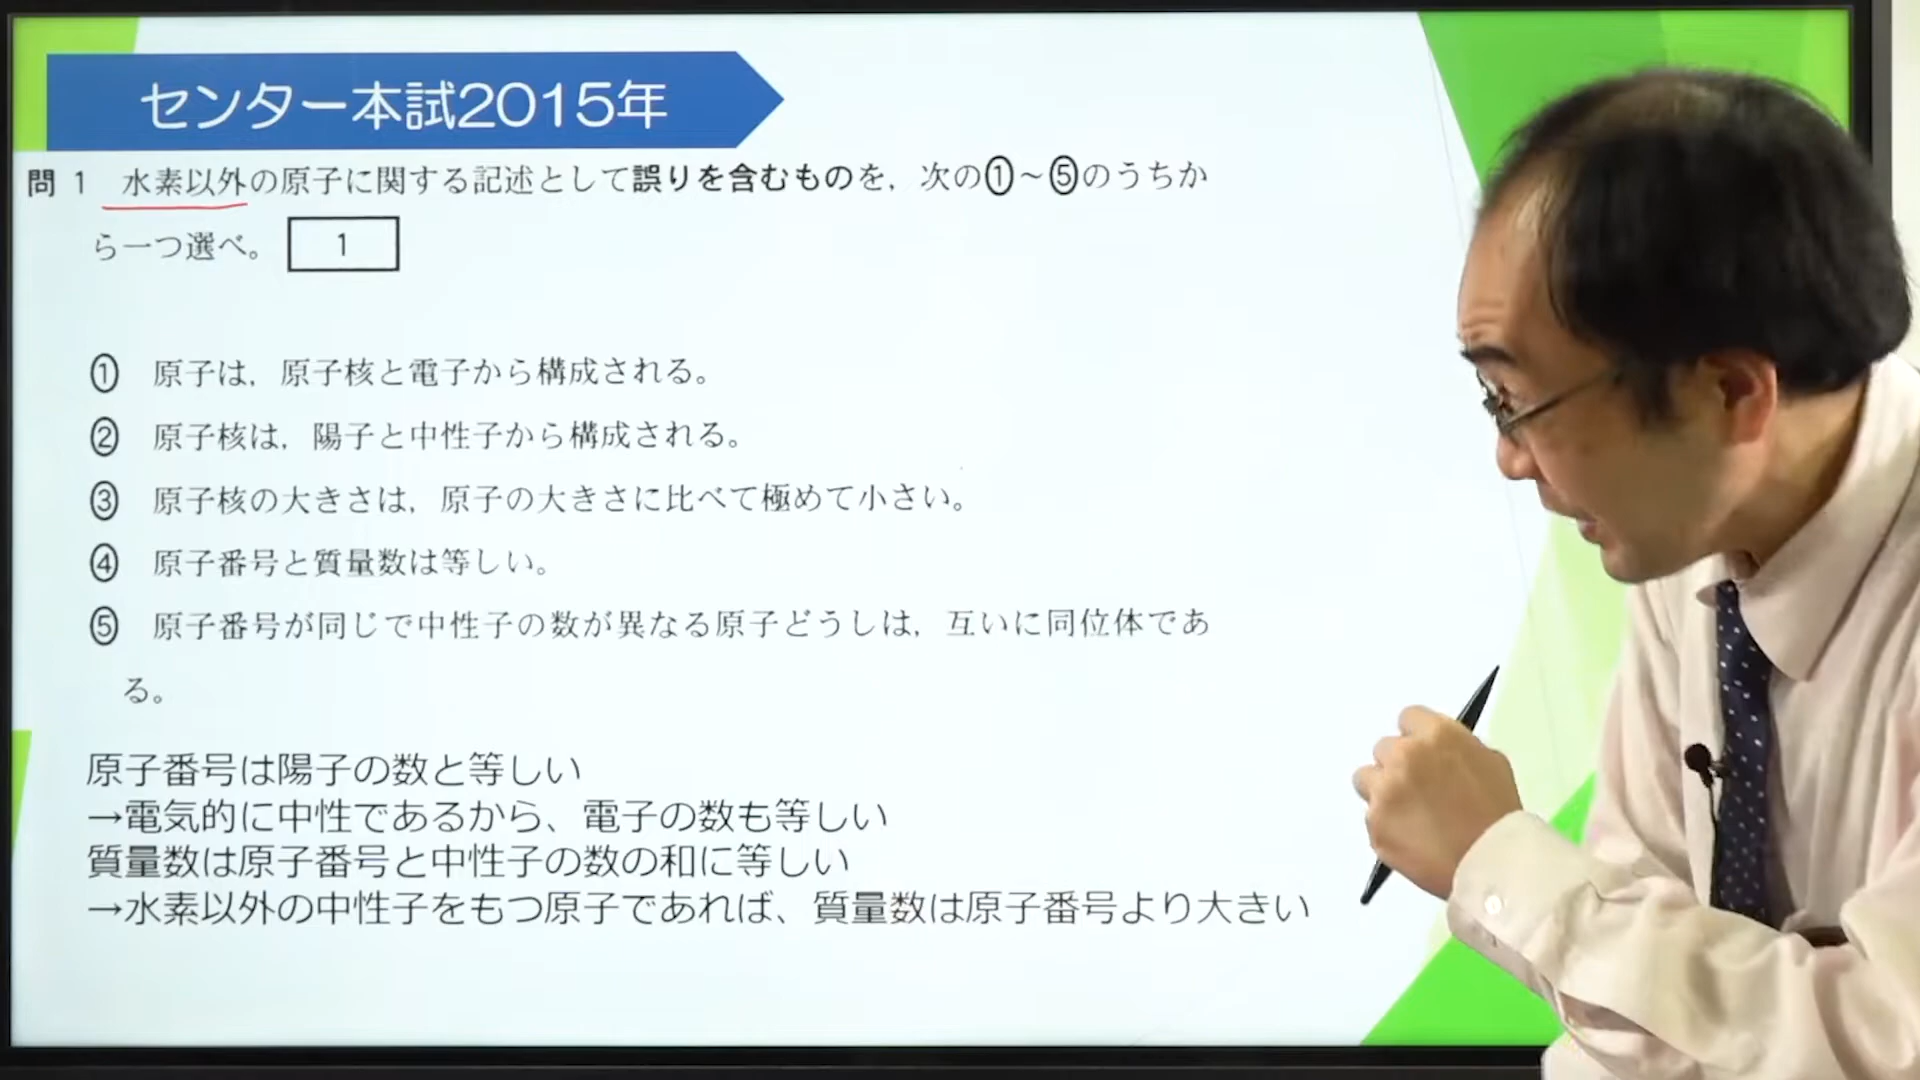 センター本試2015年
問 1　水素以外の原子に関する記述として誤りを含むものを，次の①～⑤のうちか
ら一つ選べ。 1
①　原子は，原子核と電子から構成される。
②　原子核は，陽子と中性子から構成される。
③　原子核の大きさは，原子の大きさに比べて極めて小さい。
④　原子番号と質量数は等しい。
⑤　原子番号が同じで中性子の数が異なる原子どうしは，互いに同位体であ
る。
原子番号は陽子の数と等しい
→電気的に中性であるから、電子の数も等しい
質量数は原子番号と中性子の数の和に等しい
→水素以外の中性子をもつ原子であれば、質量数は原子番号より大きい